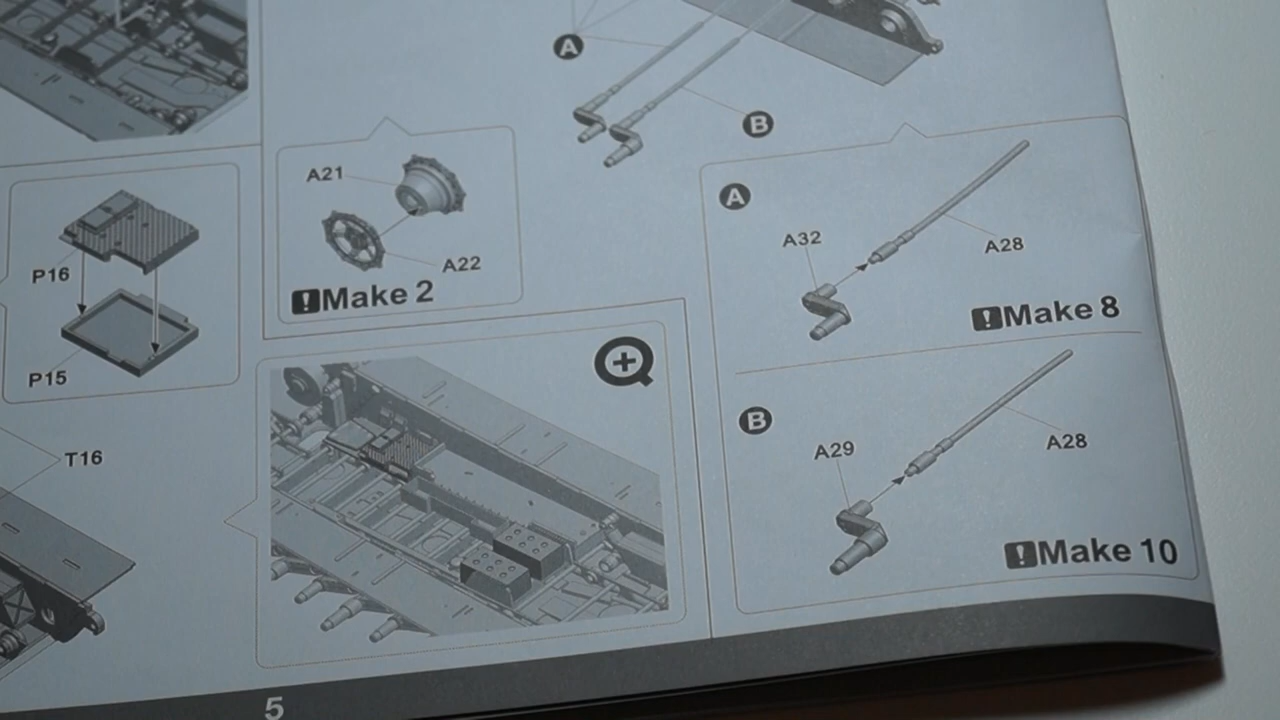 A
B
A21
A22
!Make 2
P16
P15
T16
A
A32
A28
!Make 8
B
A29
A28
!Make 10
5